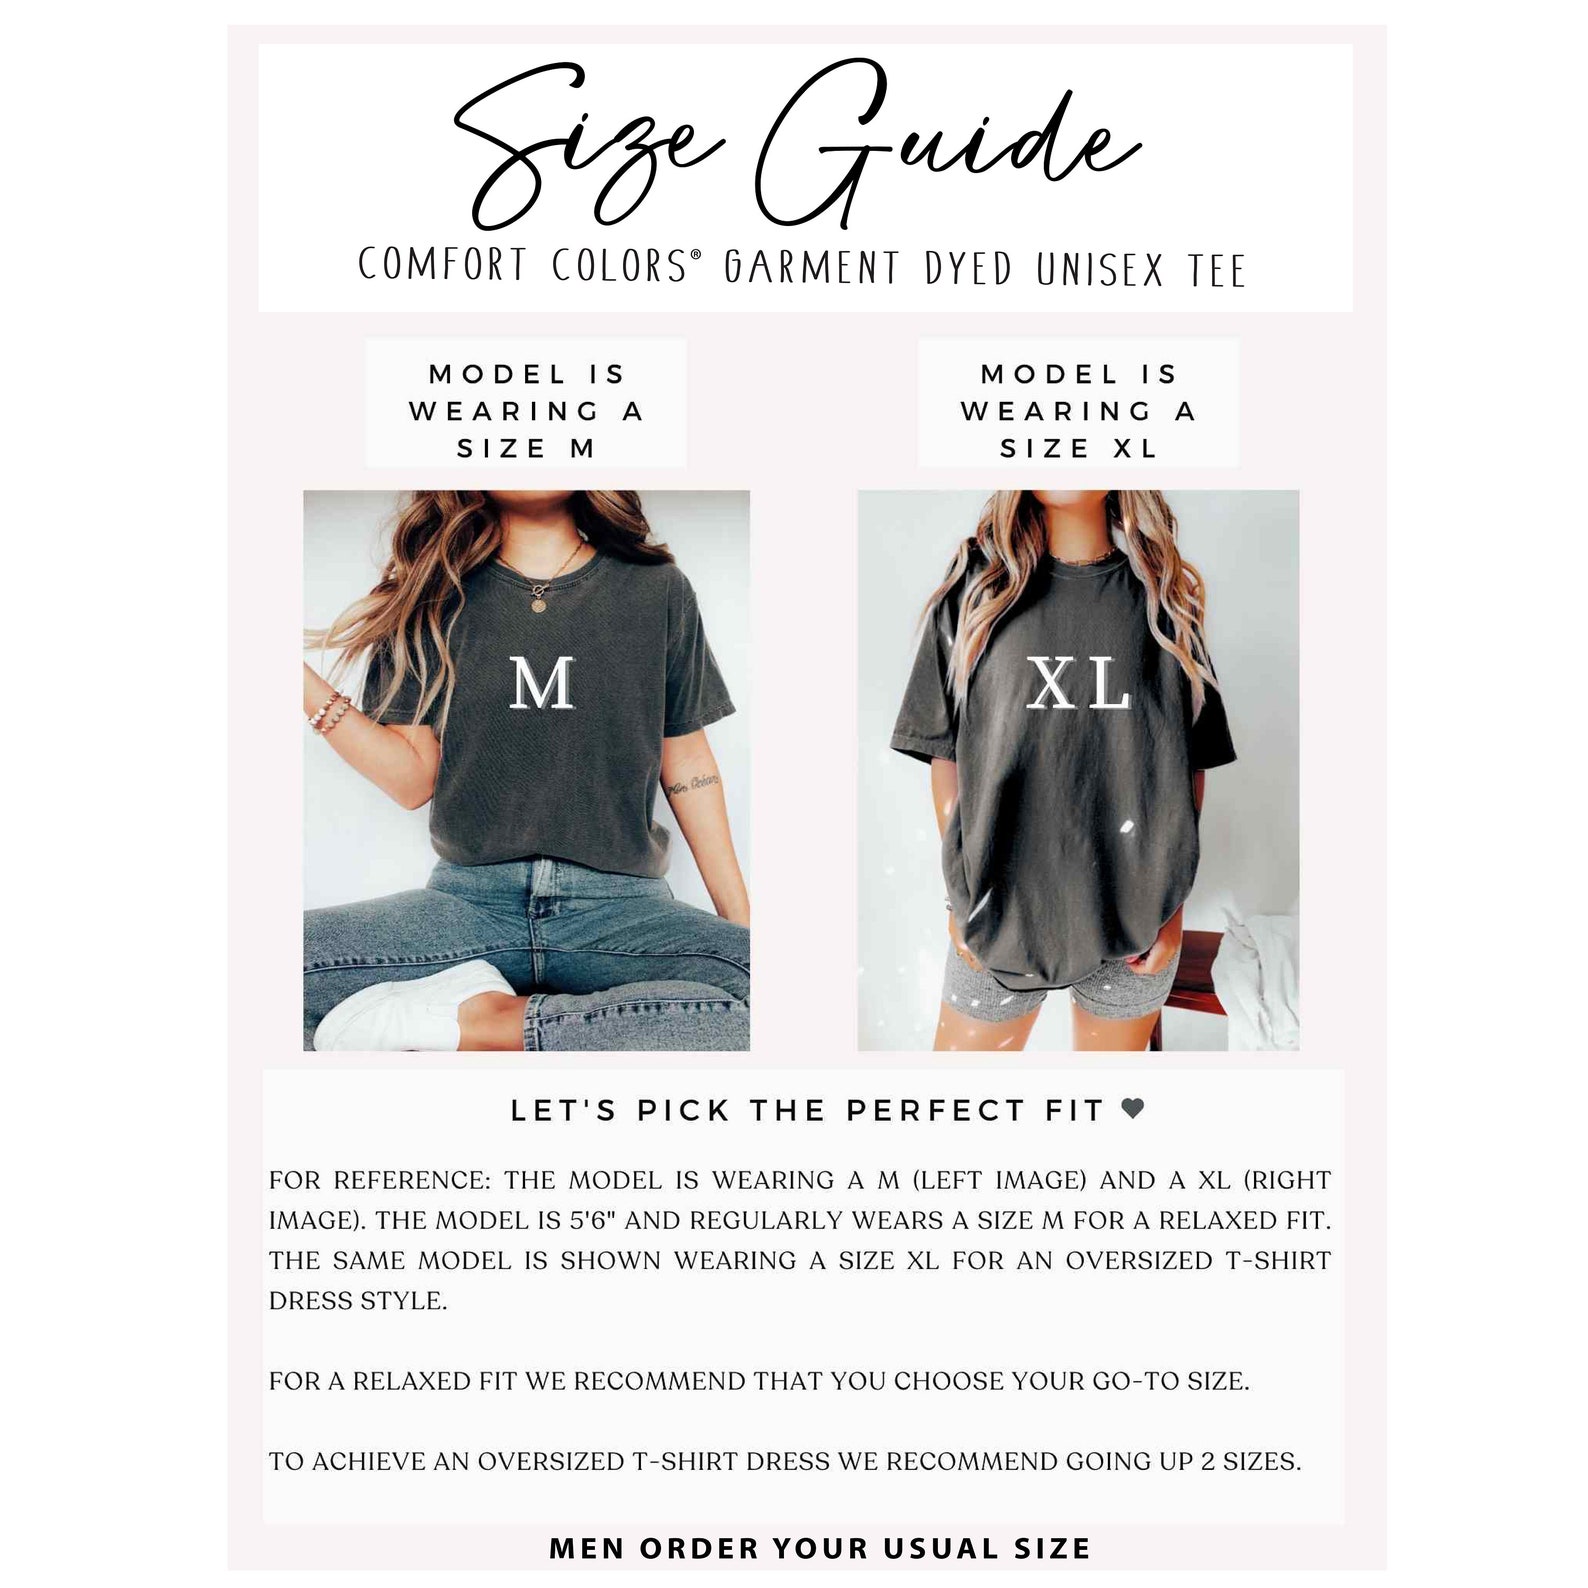 Size Guide
COMFORT COLORS® GARMENT DYED UNISEX TEE
MODEL IS
WEARING A
SIZE M
MODEL IS
WEARING A
SIZE XL
M
XL
LET'S PICK THE PERFECT FIT
FOR REFERENCE: THE MODEL IS WEARING A M (LEFT IMAGE) AND A XL (RIGHT
IMAGE). THE MODEL IS 5'6" AND REGULARLY WEARS A SIZE M FOR A RELAXED FIT.
THE SAME MODEL IS SHOWN WEARING A SIZE XL FOR AN OVERSIZED T-SHIRT
DRESS STYLE.
FOR A RELAXED FIT WE RECOMMEND THAT YOU CHOOSE YOUR GO-TO SIZE.
TO ACHIEVE AN OVERSIZED T-SHIRT DRESS WE RECOMMEND GOING UP 2 SIZES.
MEN ORDER YOUR USUAL SIZE